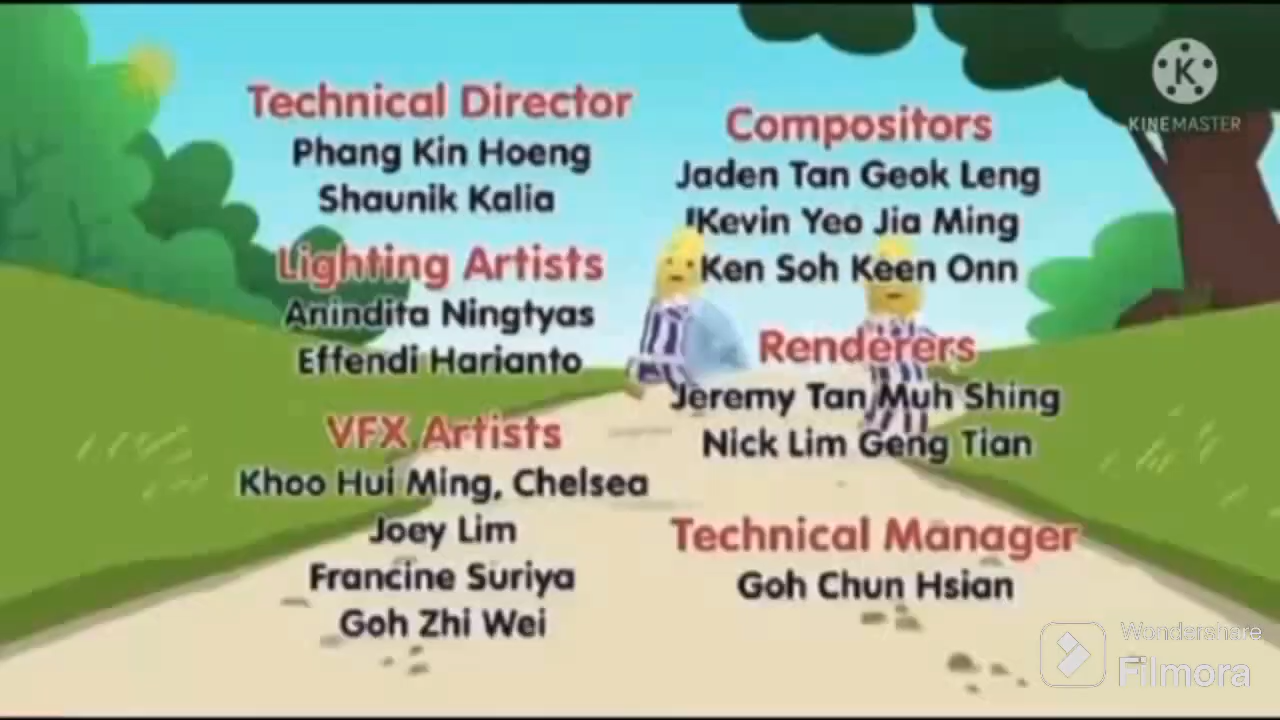 Technical Director
Phang Kin Hoeng
Shaunik Kalia
Lighting Artists
Anindita Ningtyas
Effendi Harianto
VFX Artists
Khoo Hui Ming, Chelsea
Joey Lim
Francine Suriya
Goh Zhi Wei
Compositors
Jaden Tan Geok Leng
Kevin Yeo Jia Ming
Ken Soh Keen Onn
Renderers
Jeremy Tan Muh Shing
Nick Lim Geng Tian
Technical Manager
Goh Chun Hsian
K
KINEMASTER
Wondershare
Filmora